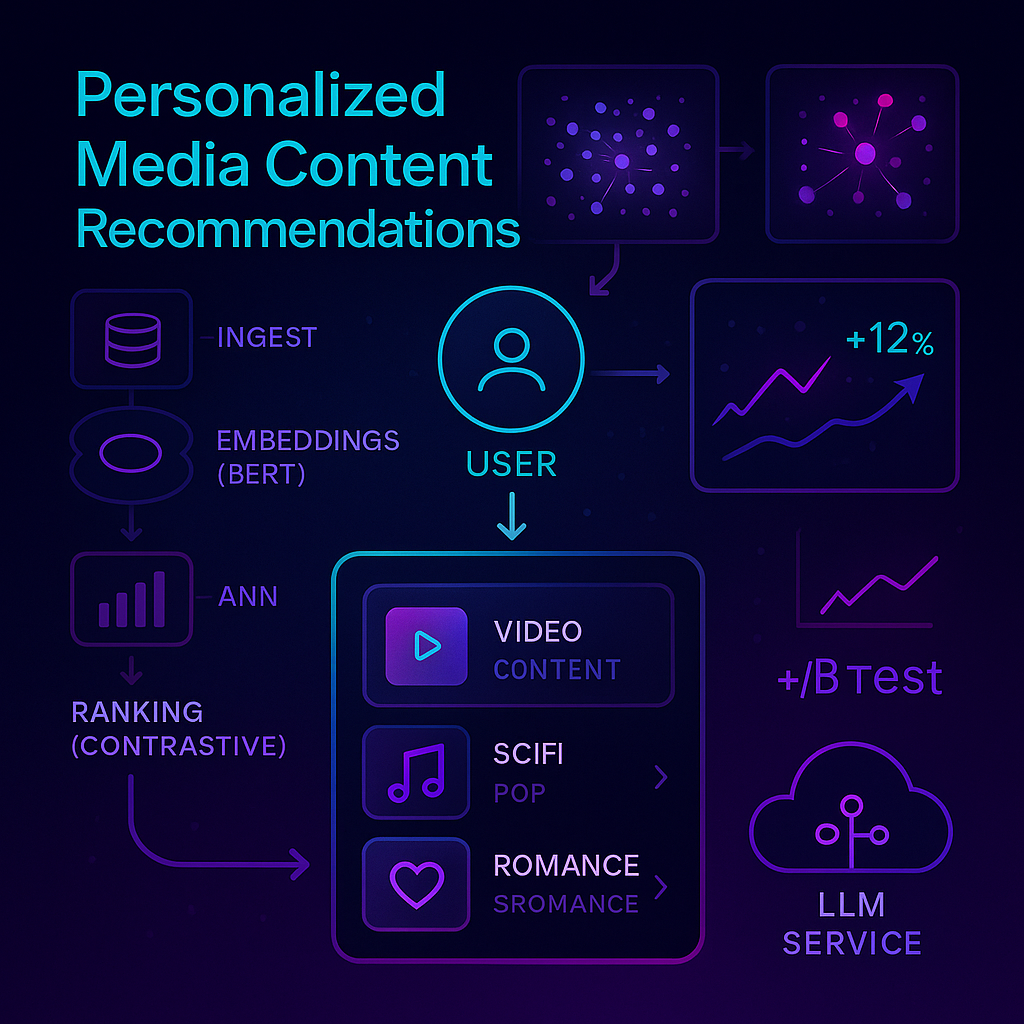 Personalized
Media Content
Recommendations
INGEST
EMBEDDINGS
(BERT)
ANN
RANKING
(CONTRASTIVE)
USER
+12%
VIDEO
CONTENT
SCIFI
POP
ROMANCE
SROMANCE
+/B Test
LLM
SERVICE